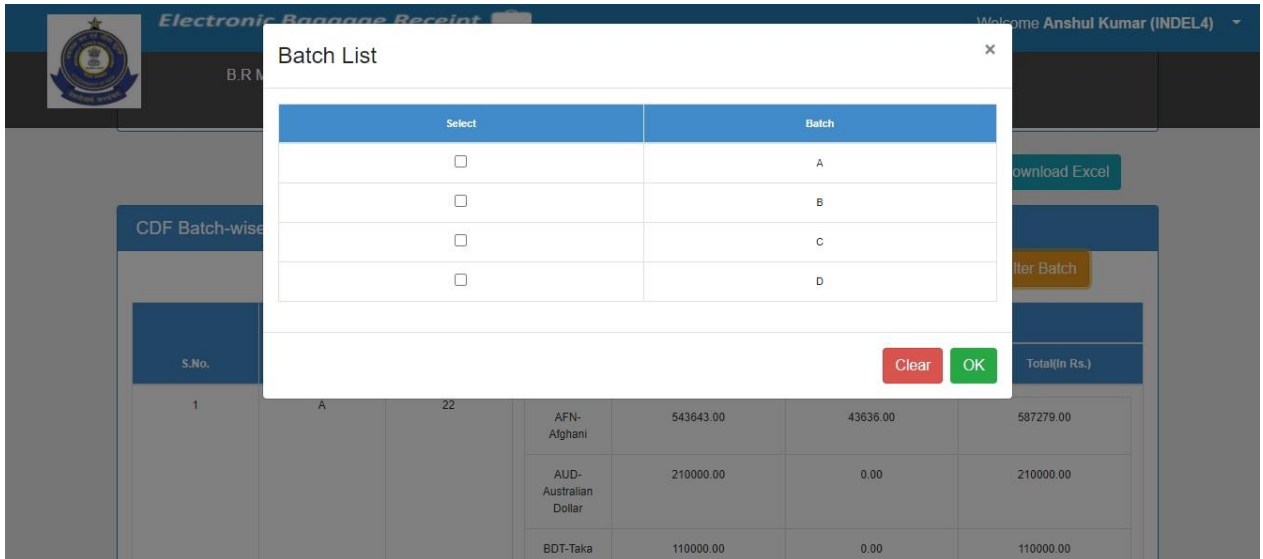 Electronic Baggage Receipt
Welcome Anshul Kumar (INDEL4)
B.R M
Batch List
×
Select Batch
A
B
C
D
ownload Excel
CDF Batch-wise
lter Batch
Clear OK
S.No. Total(In Rs.)
1 A 22 AFN-Afghani 543643.00 43636.00 587279.00
AUD-Australian Dollar 210000.00 0.00 210000.00
BDT-Taka 110000.00 0.00 110000.00